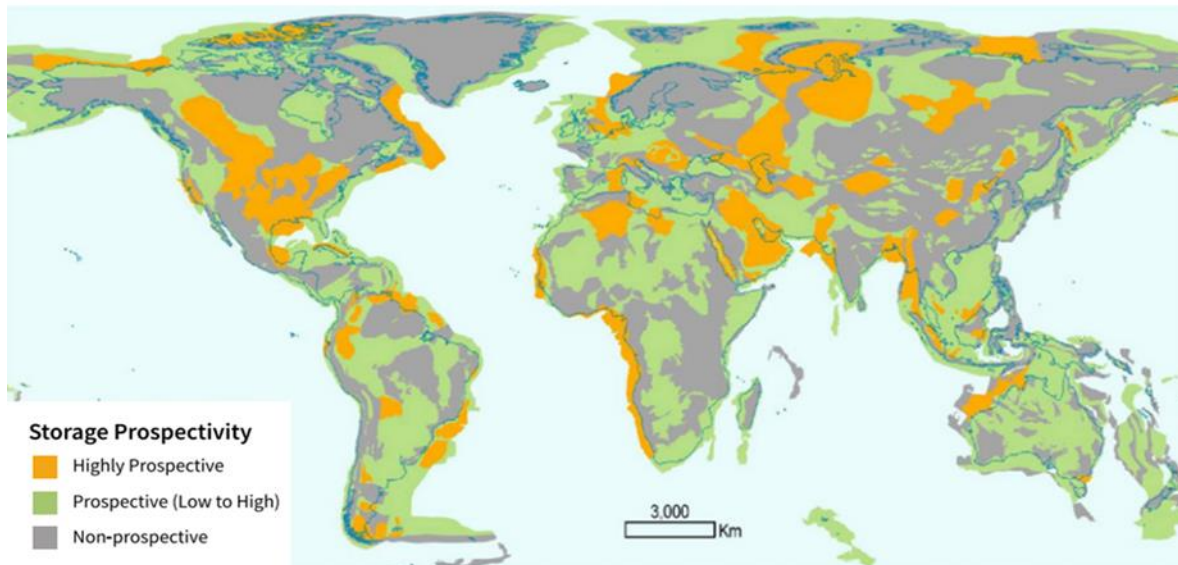 Storage Prospectivity
Highly Prospective
Prospective (Low to High)
Non-prospective
3,000
Km